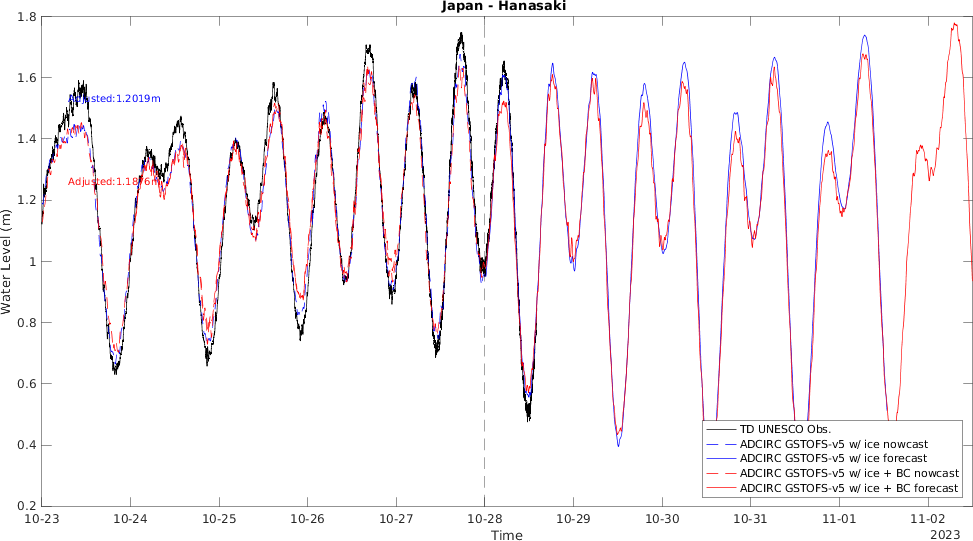 Japan - Hanasaki
1.8
1.6
1.4
1.2
1
0.8
0.6
0.4
0.2
Water Level (m)
Adjusted:1.2019m
Adjusted:1.1876m
TD UNESCO Obs.
ADCIRC GSTOFS-v5 w/ ice nowcast
ADCIRC GSTOFS-v5 w/ ice forecast
ADCIRC GSTOFS-v5 w/ ice + BC nowcast
ADCIRC GSTOFS-v5 w/ ice + BC forecast
10-23 10-24 10-25 10-26 10-27 10-28 10-29 10-30 10-31 11-01 11-02
Time
2023